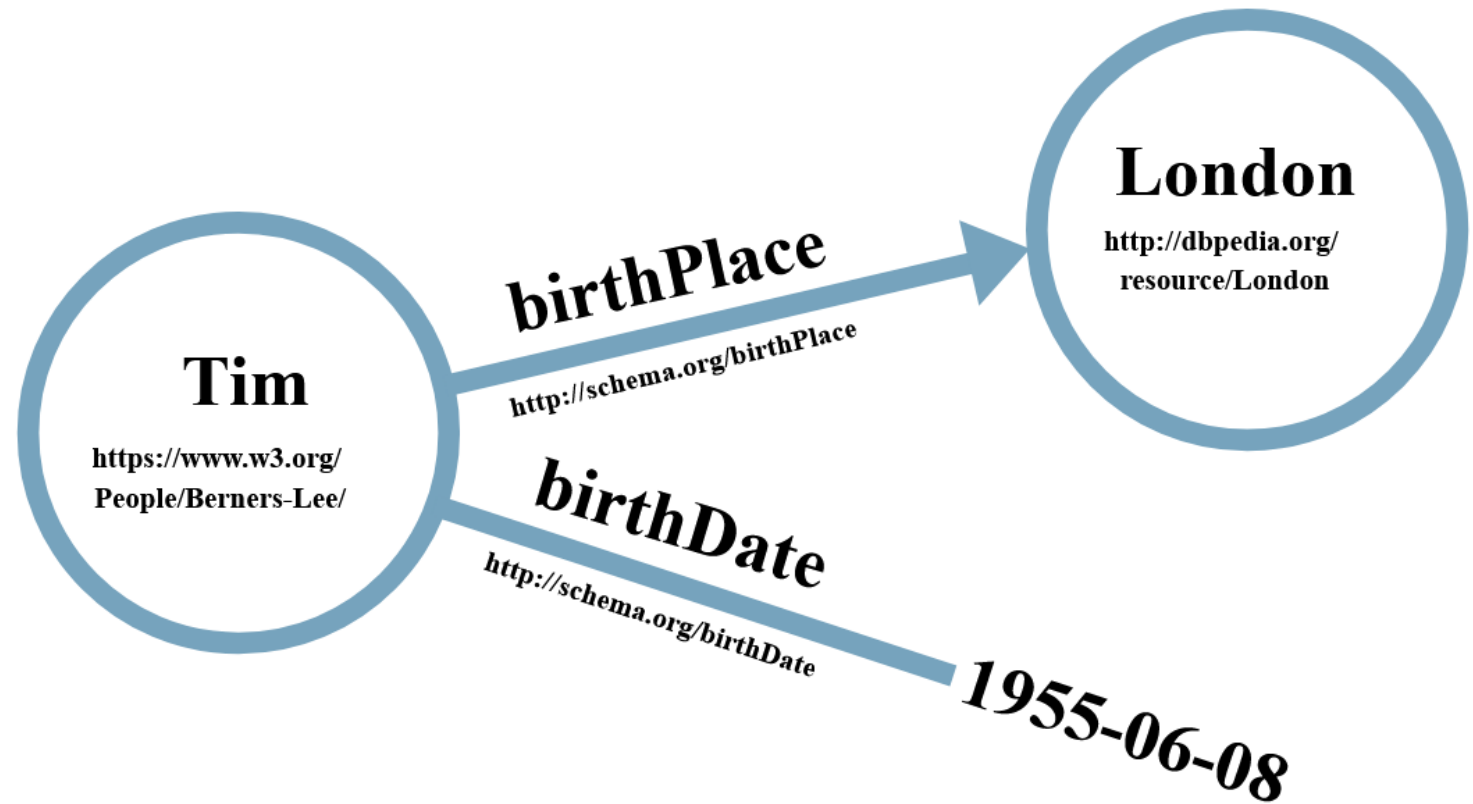 Tim
https://www.w3.org/
People/Berners-Lee/
birthPlace
http://schema.org/birthPlace
London
http://dbpedia.org/
resource/London
birthDate
http://schema.org/birthDate
1955-06-08